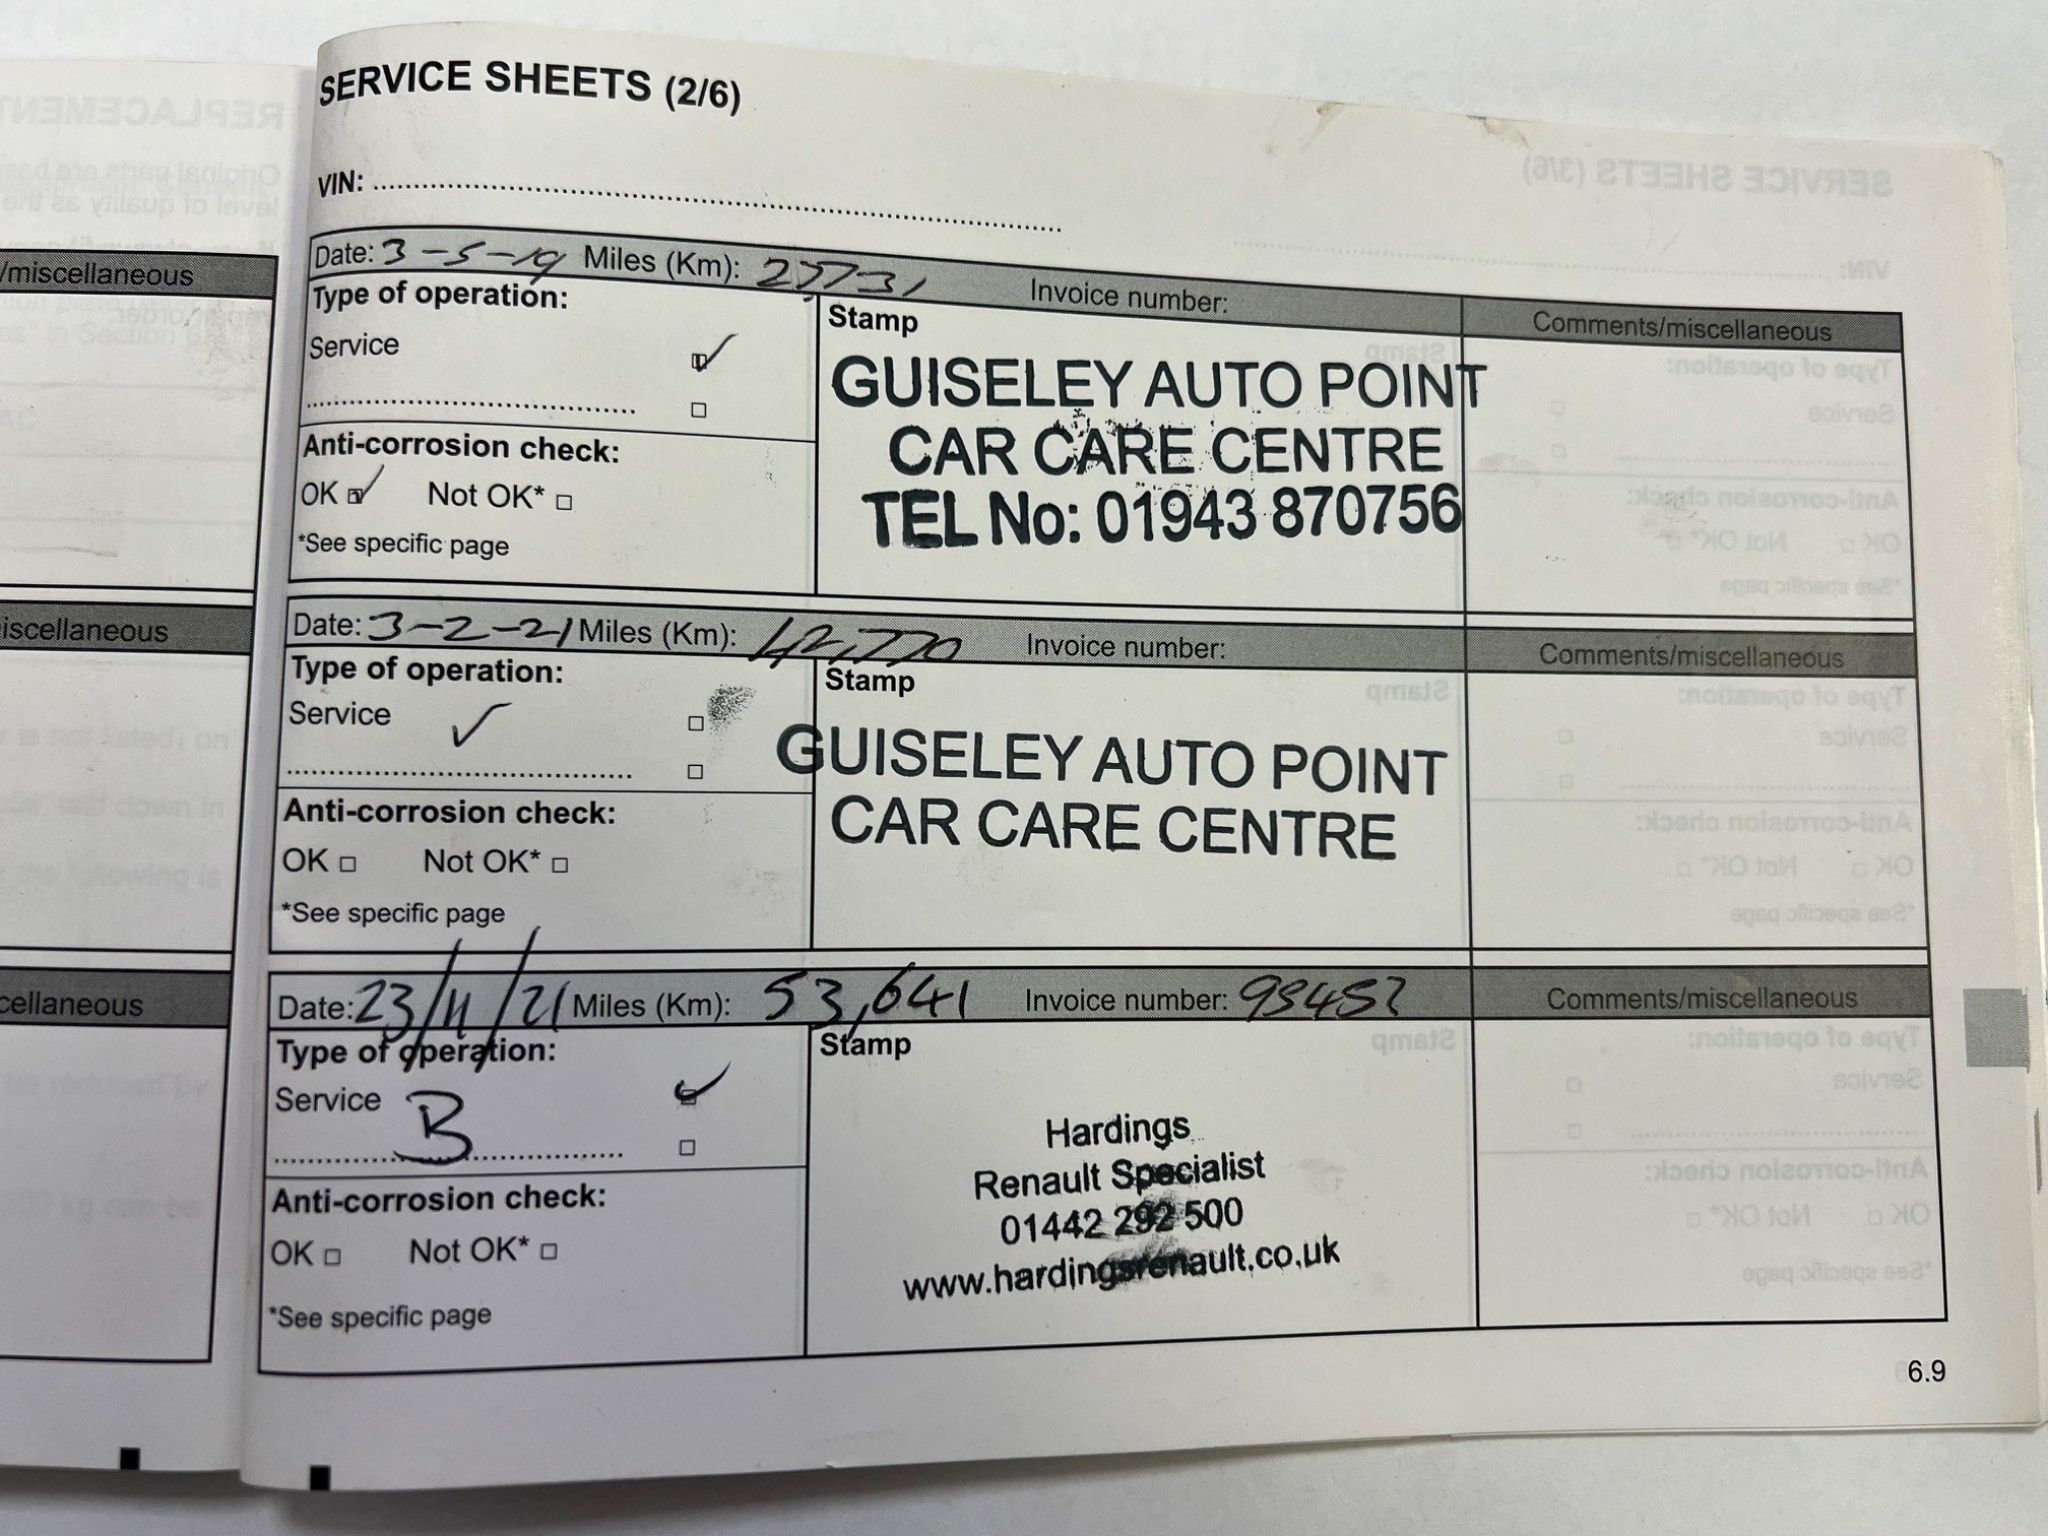 SERVICE SHEETS (2/6)
VIN:
Date: 3-5-19 Miles (Km): 27731 Invoice number:
Comments/miscellaneous
Type of operation:
Service
Anti-corrosion check:
OK Not OK*
*See specific page
Stamp
GUISELEY AUTO POINT
CAR CARE CENTRE
TEL No: 01943 870756
Date: 3-2-21 Miles (Km): 42,770 Invoice number:
Comments/miscellaneous
Type of operation:
Service
Anti-corrosion check:
OK Not OK*
*See specific page
Stamp
GUISELEY AUTO POINT
CAR CARE CENTRE
Date: 23/11/21 Miles (Km): 53,641 Invoice number:
Comments/miscellaneous
Type of operation:
Service B
Anti-corrosion check:
OK Not OK*
*See specific page
Stamp
Hardings
Renault Specialist
01442 292 500
www.hardingsrenault.co.uk
6.9
/miscellaneous
iscellaneous
cellaneous